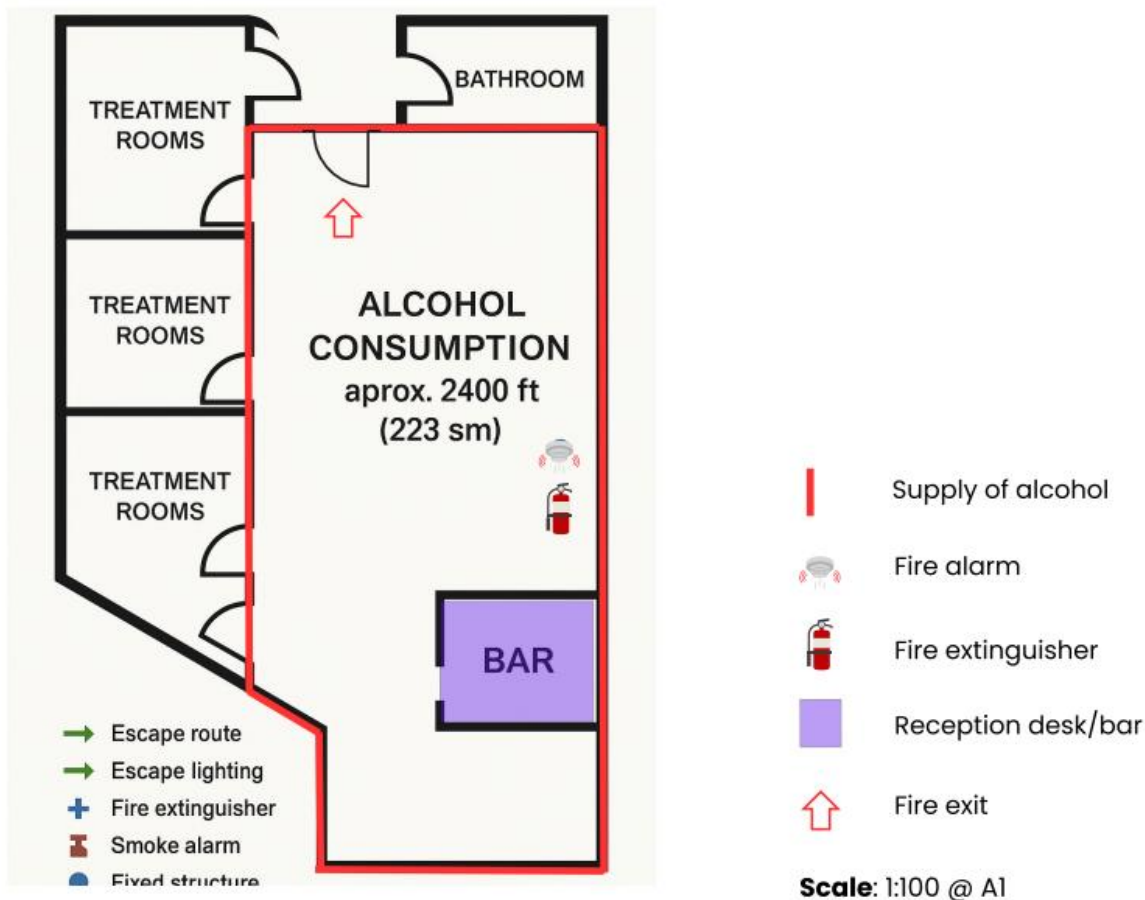 BATHROOM
TREATMENT
ROOMS
ALCOHOL
CONSUMPTION
aprox. 2400 ft
(223 sm)
TREATMENT
ROOMS
TREATMENT
ROOMS
BAR
Escape route
Escape lighting
Fire extinguisher
Smoke alarm
Fixed structure
Supply of alcohol
Fire alarm
Fire extinguisher
Reception desk/bar
Fire exit
Scale: 1:100 @ A1